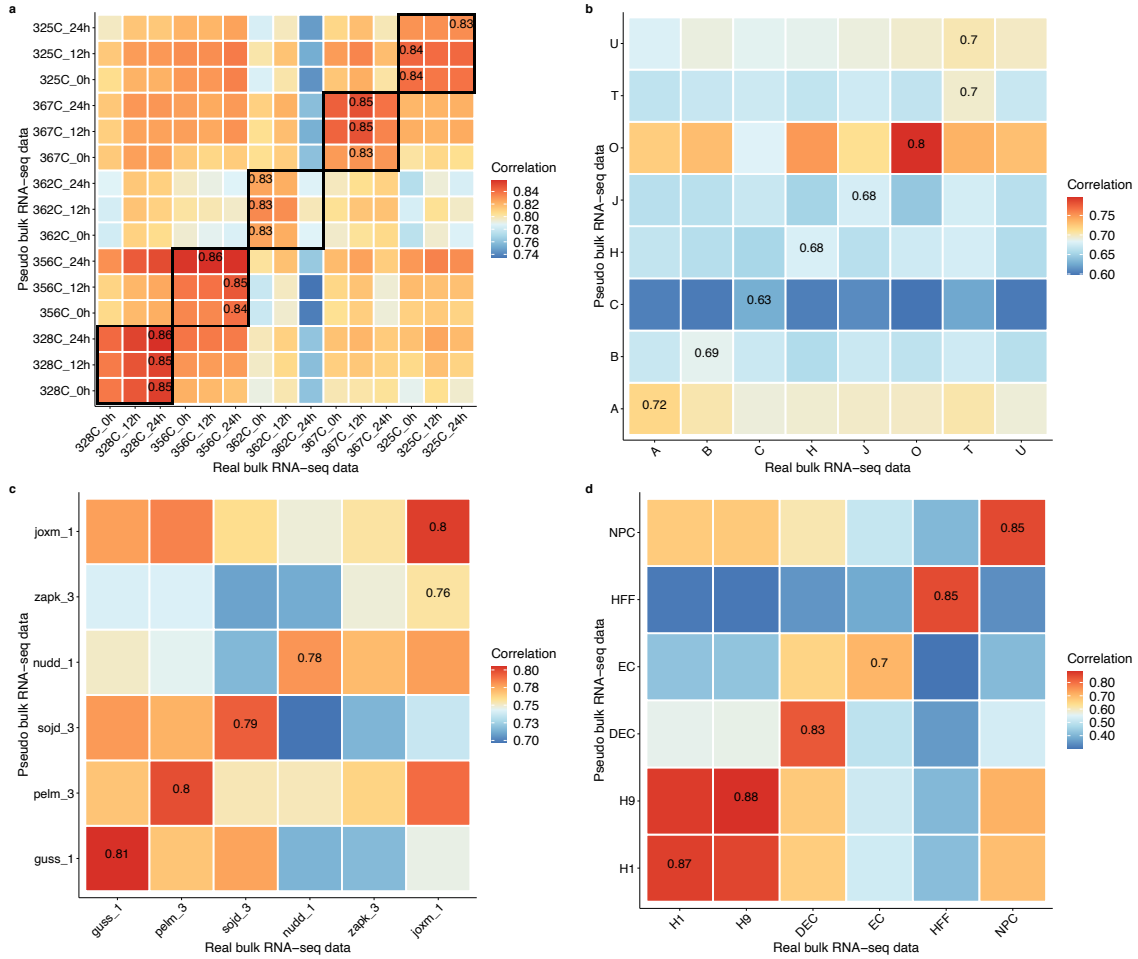 a
325C_24h
325C_12h
325C_0h
367C_24h
367C_12h
367C_0h
362C_24h
362C_12h
362C_0h
356C_24h
356C_12h
356C_0h
328C_24h
328C_12h
328C_0h
Pseudo bulk RNA−seq data
0.83
0.84
0.84
0.85
0.85
0.83
0.83
0.83
0.83
0.86
0.85
0.84
0.86
0.85
0.85
328C_0h
328C_12h
328C_24h
356C_0h
356C_12h
356C_24h
362C_0h
362C_12h
362C_24h
367C_0h
367C_12h
367C_24h
325C_0h
325C_12h
325C_24h
Real bulk RNA−seq data
Correlation
0.84
0.82
0.80
0.78
0.76
0.74
b
U
T
O
J
H
C
B
A
Pseudo bulk RNA−seq data
0.7
0.7
0.8
0.68
0.68
0.63
0.69
0.72
A
B
C
H
J
O
T
U
Real bulk RNA−seq data
Correlation
0.75
0.70
0.65
0.60
c
joxm_1
zapk_3
nudd_1
sojd_3
pelm_3
guss_1
Pseudo bulk RNA−seq data
0.8
0.76
0.78
0.79
0.8
0.81
guss_1
pelm_3
sojd_3
nudd_1
zapk_3
joxm_1
Real bulk RNA−seq data
Correlation
0.80
0.78
0.75
0.73
0.70
d
NPC
HFF
EC
DEC
H9
H1
Pseudo bulk RNA−seq data
0.85
0.85
0.7
0.83
0.88
0.87
H1
H9
DEC
EC
HFF
NPC
Real bulk RNA−seq data
Correlation
0.80
0.70
0.60
0.50
0.40